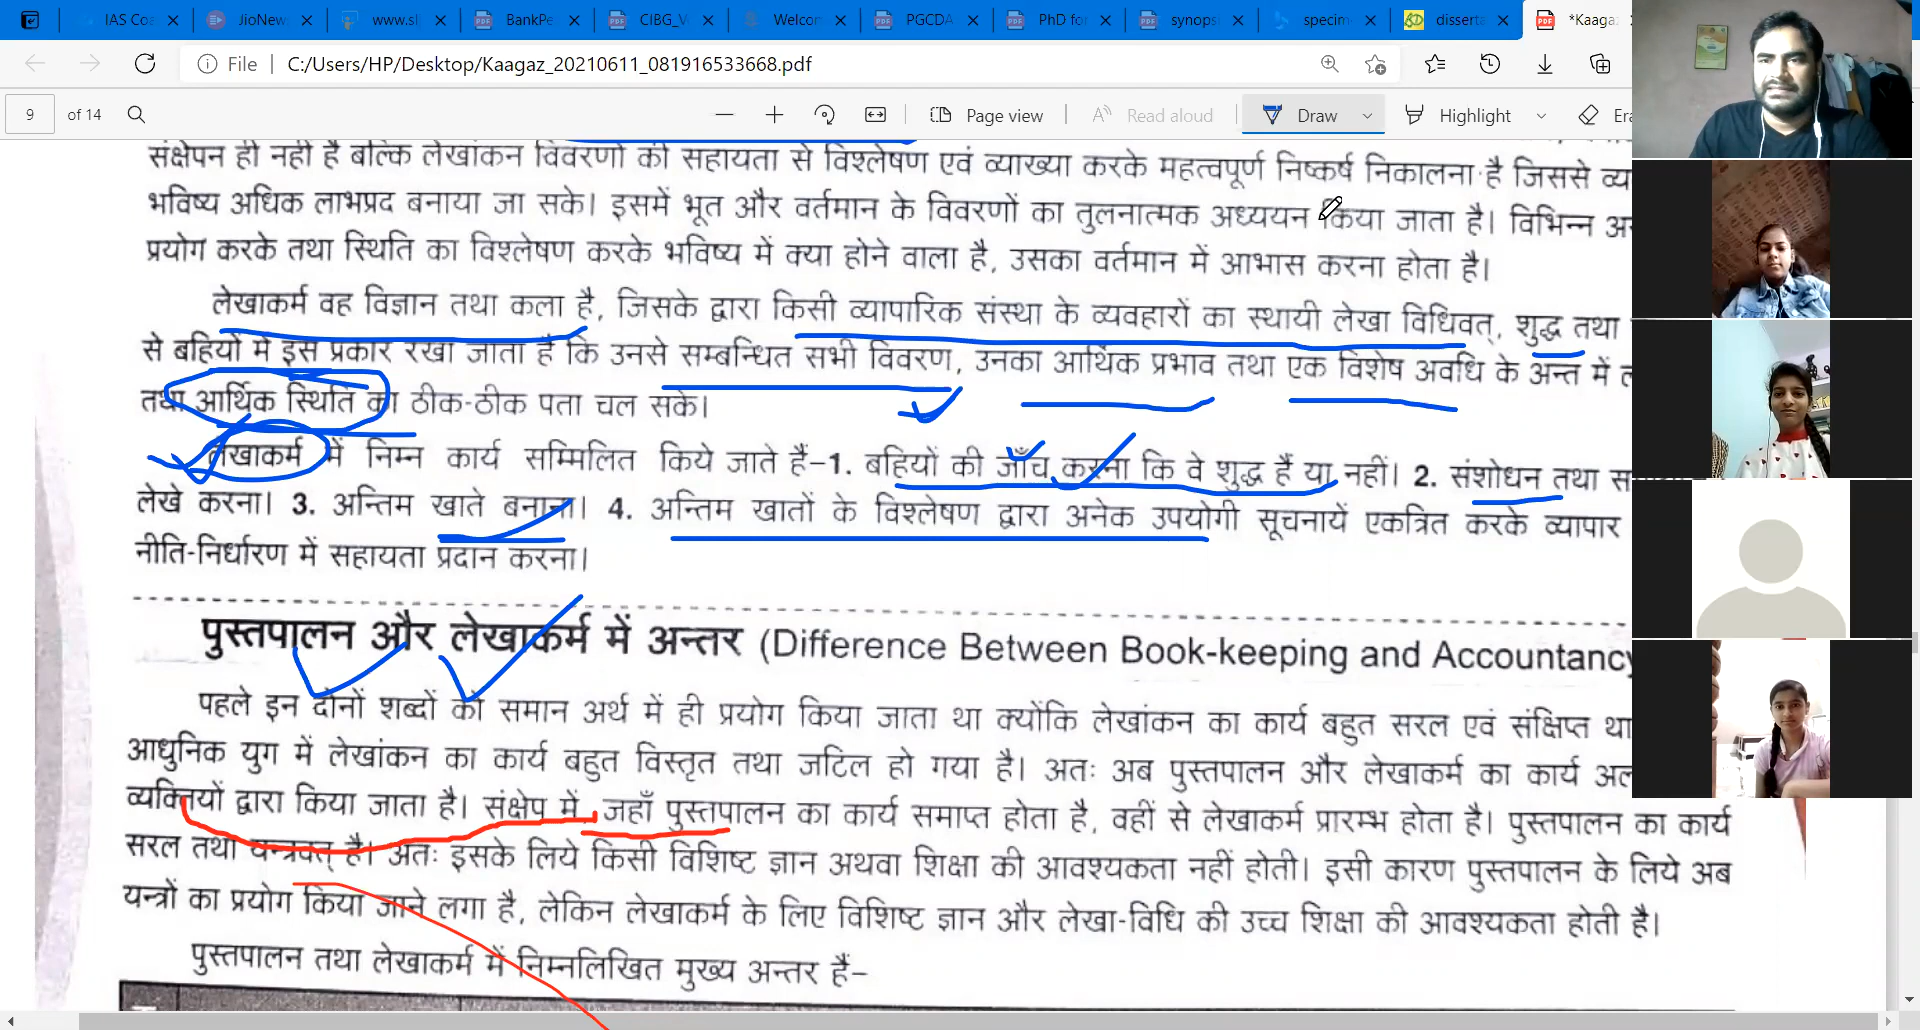 IAS Coa JioNew www.sl BankPe CIBG_V Welcon PGCDA PhD for synops specim disserta *Kaaga
File C:/Users/HP/Desktop/Kaagaz_20210611_081916533668.pdf
9 of 14 Page view Read aloud Draw Highlight Era
संक्षेपन ही नहीं है बल्कि लेखांकन विवरणों की सहायता से विश्लेषण एवं व्याख्या करके महत्वपूर्ण निष्कर्ष निकालना है जिससे
भविष्य अधिक लाभप्रद बनाया जा सके। इसमें भूत और वर्तमान के विवरणों का तुलनात्मक अध्ययन किया जाता है। विभिन्न
प्रयोग करके तथा स्थिति का विश्लेषण करके भविष्य में क्या होने वाला है, उसका वर्तमान में आभास करना होता है।
लेखाकर्म वह विज्ञान तथा कला है, जिसके द्वारा किसी व्यापारिक संस्था के व्यवहारों का स्थायी लेखा विधिवत्, शुद्ध तथा
से बहियों में इस प्रकार रखा जाता है कि उनसे सम्बन्धित सभी विवरण, उनका आर्थिक प्रभाव तथा एक विशेष अवधि के अन्त में
तथा आर्थिक स्थिति का ठीक-ठीक पता चल सके।
लेखाकर्म में निम्न कार्य सम्मिलित किये जाते हैं–1. बहियों की जाँच करना कि वे शुद्ध हैं या नहीं। 2. संशोधन तथा
लेखे करना। 3. अन्तिम खाते बनाना। 4. अन्तिम खातों के विश्लेषण द्वारा अनेक उपयोगी सूचनायें एकत्रित करके व्यापार
नीति-निर्धारण में सहायता प्रदान करना।
पुस्तपालन और लेखाकर्म में अन्तर (Difference Between Book-keeping and Accountancy
पहले इन दोनों शब्दों को समान अर्थ में ही प्रयोग किया जाता था क्योंकि लेखांकन का कार्य बहुत सरल एवं संक्षिप्त था
आधुनिक युग में लेखांकन का कार्य बहुत विस्तृत तथा जटिल हो गया है। अतः अब पुस्तपालन और लेखाकर्म का कार्य
व्यक्तियों द्वारा किया जाता है। संक्षेप में, जहाँ पुस्तपालन का कार्य समाप्त होता है, वहीं से लेखाकर्म प्रारम्भ होता है। पुस्तपालन का कार्य
सरल तथा यन्त्रवत् है। अतः इसके लिये किसी विशिष्ट ज्ञान अथवा शिक्षा की आवश्यकता नहीं होती। इसी कारण पुस्तपालन के लिये अब
यन्त्रों का प्रयोग किया जाने लगा है, लेकिन लेखाकर्म के लिए विशिष्ट ज्ञान और लेखा-विधि की उच्च शिक्षा की आवश्यकता होती है।
पुस्तपालन तथा लेखाकर्म में निम्नलिखित मुख्य अन्तर हैं–